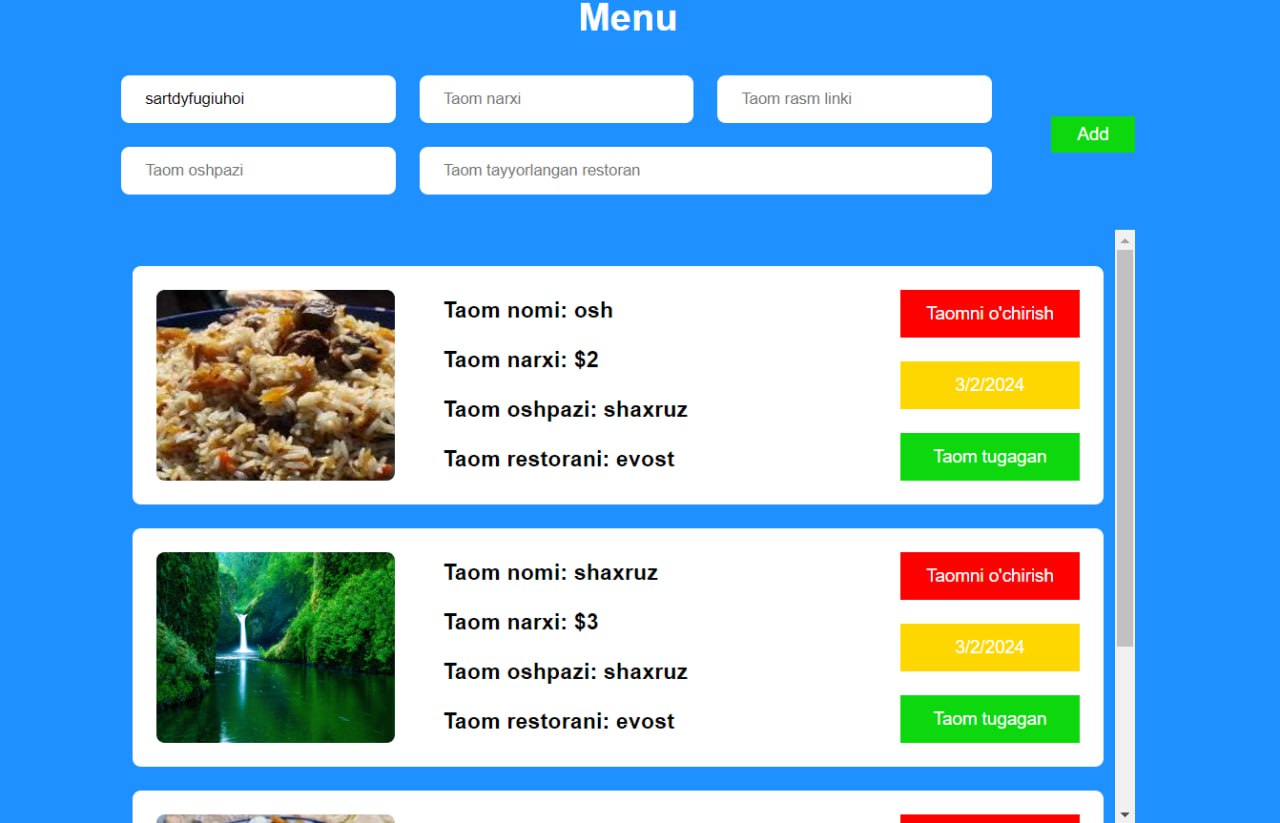 Menu
sartdyfugiuhoi
Taom narxi
Taom rasm linki
Add
Taom oshpazi
Taom tayyorlangan restoran
Taom nomi: osh
Taom narxi: $2
Taom oshpazi: shaxruz
Taom restorani: evost
Taomni o'chirish
3/2/2024
Taom tugagan
Taom nomi: shaxruz
Taom narxi: $3
Taom oshpazi: shaxruz
Taom restorani: evost
Taomni o'chirish
3/2/2024
Taom tugagan